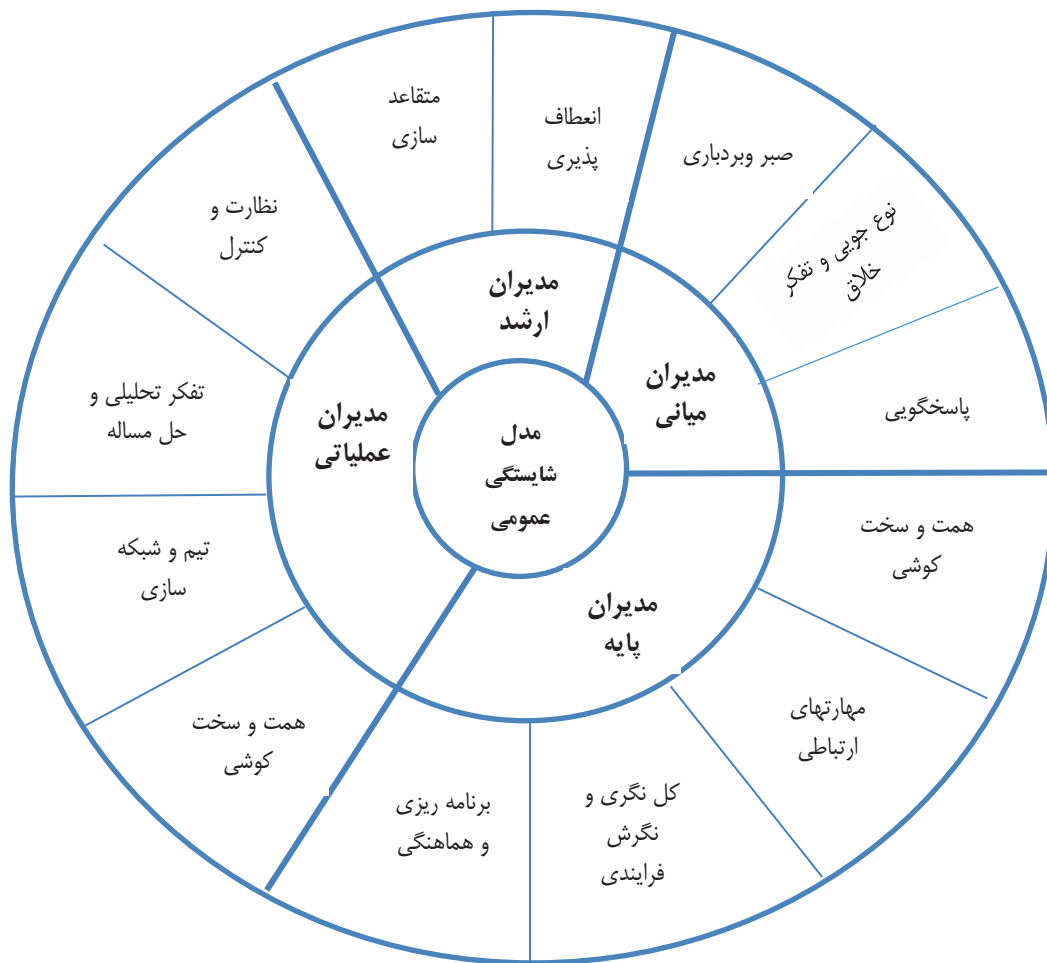 متقاعد
سازی
انعطاف
پذیری
صبر وبردباری
نوع جویی و تفکر
خلاق
پاسخگویی
همت و سخت
کوشی
مهارتهای
ارتباطی
کل نگری و
نگرش
فرایندی
برنامه ریزی
و هماهنگی
همت و سخت
کوشی
تیم و شبکه
سازی
تفکر تحلیلی و
حل مساله
نظارت و
کنترل
مدیران
ارشد
مدیران
میانی
مدیران
پایه
مدیران
عملیاتی
مدل
شایستگی
عمومی